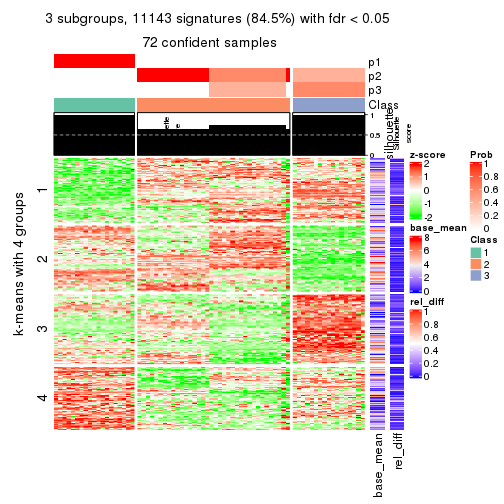 3 subgroups, 11143 signatures (84.5%) with fdr < 0.05
72 confident samples
p1
p2
p3
Class
1
0.5
0
silhouette
Silhouette
score
k-means with 4 groups
1
2
3
4
base_mean
rel_diff
z-score
2
1
0
-1
-2
base_mean
8
6
4
2
0
rel_diff
1
0.8
0.6
0.4
0.2
0
Prob
1
0.8
0.6
0.4
0.2
0
Class
1
2
3